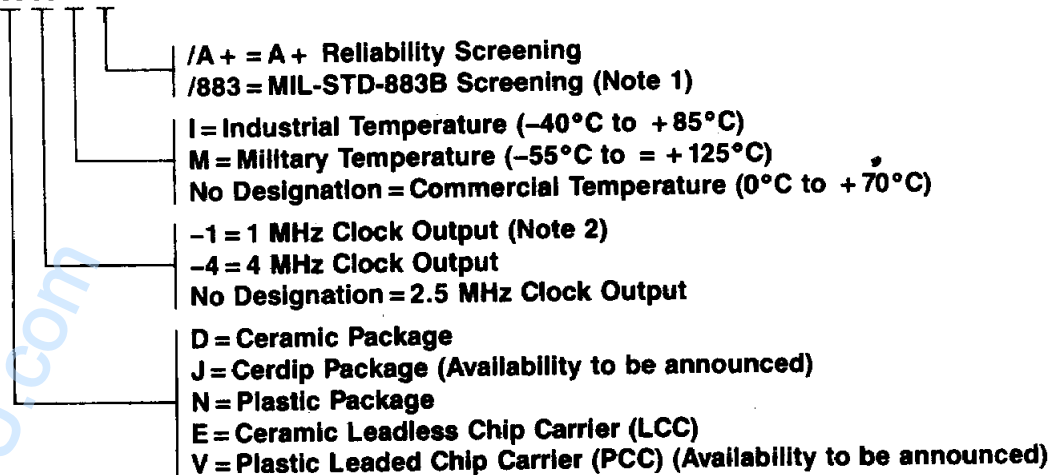 /A+ = A+ Reliability Screening
/883 = MIL-STD-883B Screening (Note 1)
I = Industrial Temperature (–40°C to +85°C)
M = Military Temperature (–55°C to = +125°C)
No Designation = Commercial Temperature (0°C to +70°C)
–1 = 1 MHz Clock Output (Note 2)
–4 = 4 MHz Clock Output
No Designation = 2.5 MHz Clock Output
D = Ceramic Package
J = Cerdip Package (Availability to be announced)
N = Plastic Package
E = Ceramic Leadless Chip Carrier (LCC)
V = Plastic Leaded Chip Carrier (PCC) (Availability to be announced)
.com